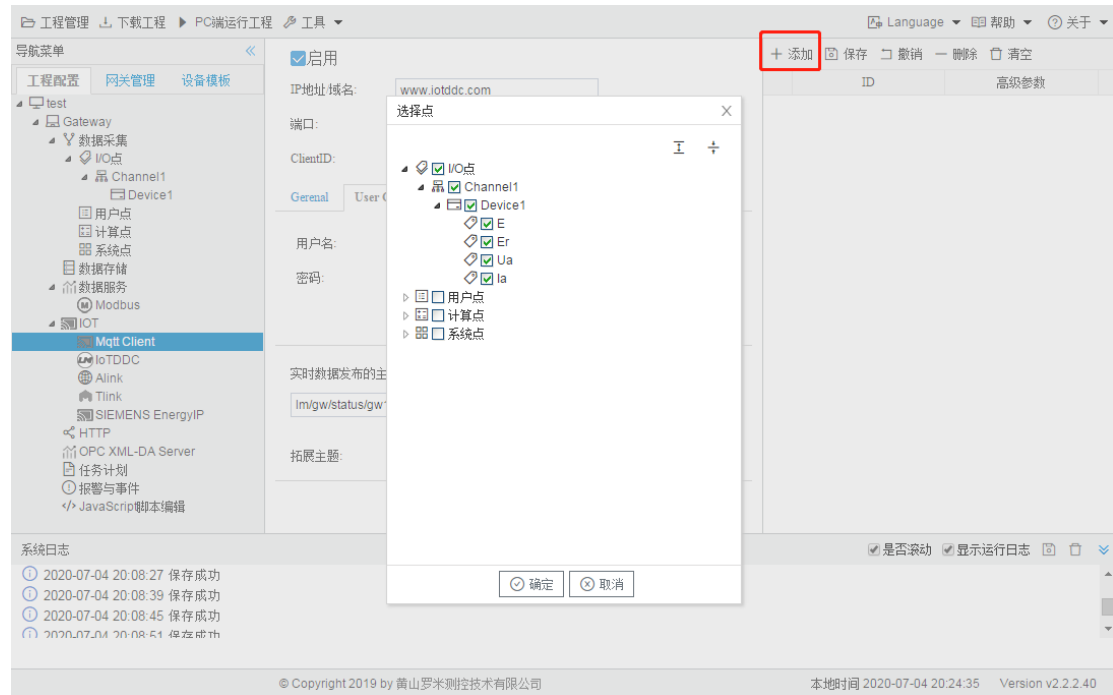 工程管理 下载工程 PC端运行工程 工具 Language 帮助 关于
导航菜单
工程配置 网关管理 设备模板
test
Gateway
数据采集
I/O点
Channel1
Device1
用户点
计算点
系统点
数据存储
数据服务
Modbus
IOT
Mqtt Client
IoTDDC
Alink
Tlink
SIEMENS EnergyIP
HTTP
OPC XML-DA Server
任务计划
报警与事件
JavaScript脚本编辑
启用
IP地址/域名: www.iotddc.com
端口:
ClientID:
Gerenal User C
用户名:
密码:
实时数据发布的主
lm/gw/status/gw1
拓展主题:
选择点
I/O点
Channel1
Device1
E
Er
Ua
Ia
用户点
计算点
系统点
确定 取消
添加 保存 撤销 删除 清空
ID 高级参数
系统日志 是否滚动 显示运行日志
2020-07-04 20:08:27 保存成功
2020-07-04 20:08:39 保存成功
2020-07-04 20:08:45 保存成功
2020-07-04 20:08:51 保存成功
© Copyright 2019 by 黄山罗米测控技术有限公司 本地时间 2020-07-04 20:24:35 Version v2.2.2.40